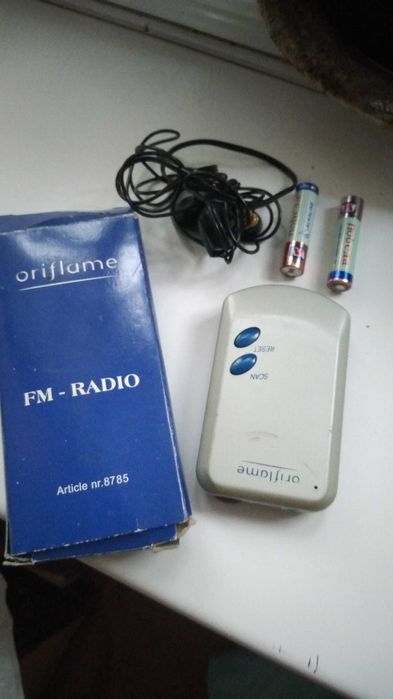 oriflame
FM - RADIO
Article nr.8785
RESET
SCAN
oriflame